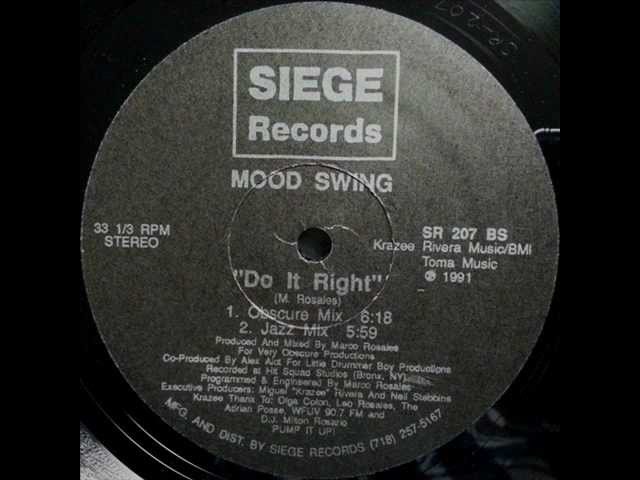 SR-207
SIEGE
Records
MOOD SWING
33 1/3 RPM
STEREO
SR 207 BS
Krazee Rivera Music/BMI
Toma Music
℗ 1991
"Do It Right"
(M. Rosales)
1. Obscure Mix 6:18
2. Jazz Mix 5:59
Produced And Mixed By Marco Rosales
For Very Obscure Productions
Co-Produced By Alex Aict For Little Drummer Boy Productions
Recorded at Hit Squad Studios (Bronx, NY)
Programmed & Engineered By Marco Rosales
Executive Producers: Miguel "Krazee" Rivera And Neil Stebbins
Krazee Thanx To: Olga Colon, Leo Rosales, The
Adrian Posse, WFUV 90.7 FM and
D.J. Milton Rosario
PUMP IT UP!
MFG AND DIST. BY SIEGE RECORDS (718) 257-5167